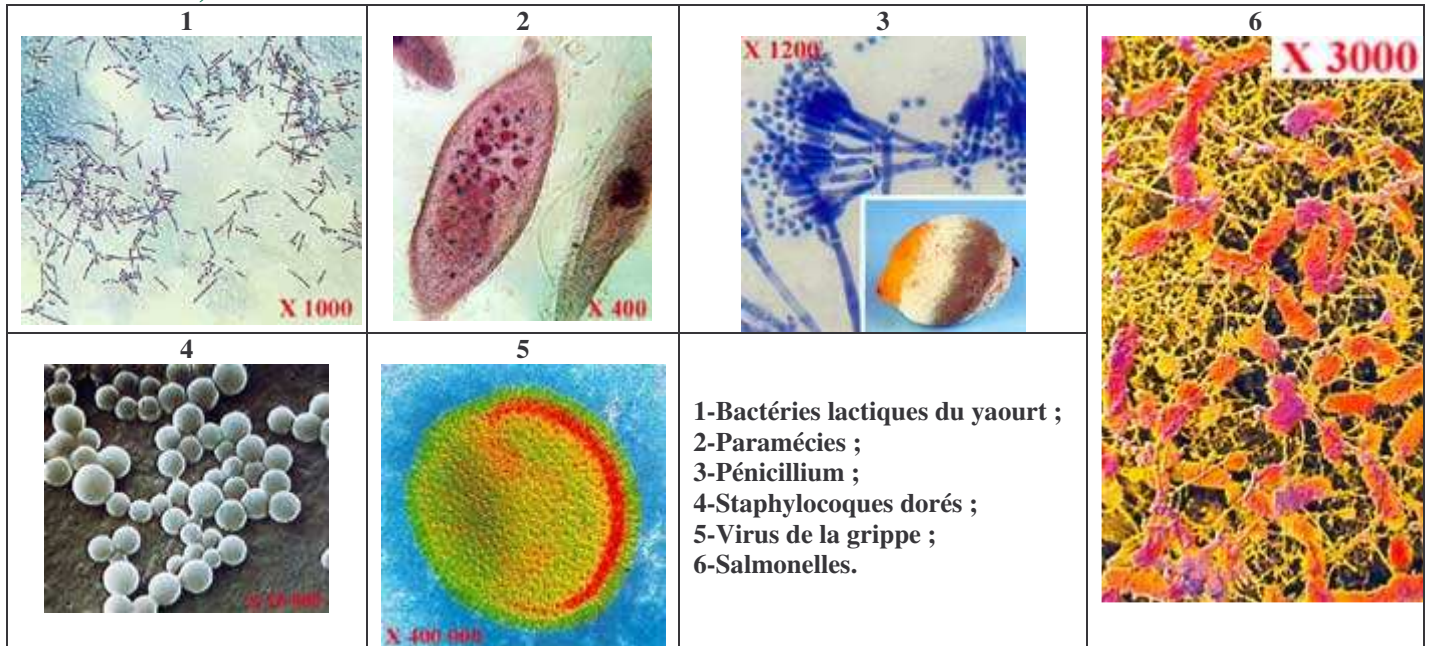 1
2
3
6
X 1000
X 400
X 1200
X 3000
4
5
X 400 000
1-Bactéries lactiques du yaourt ;
2-Paramécies ;
3-Pénicillium ;
4-Staphylocoques dorés ;
5-Virus de la grippe ;
6-Salmonelles.